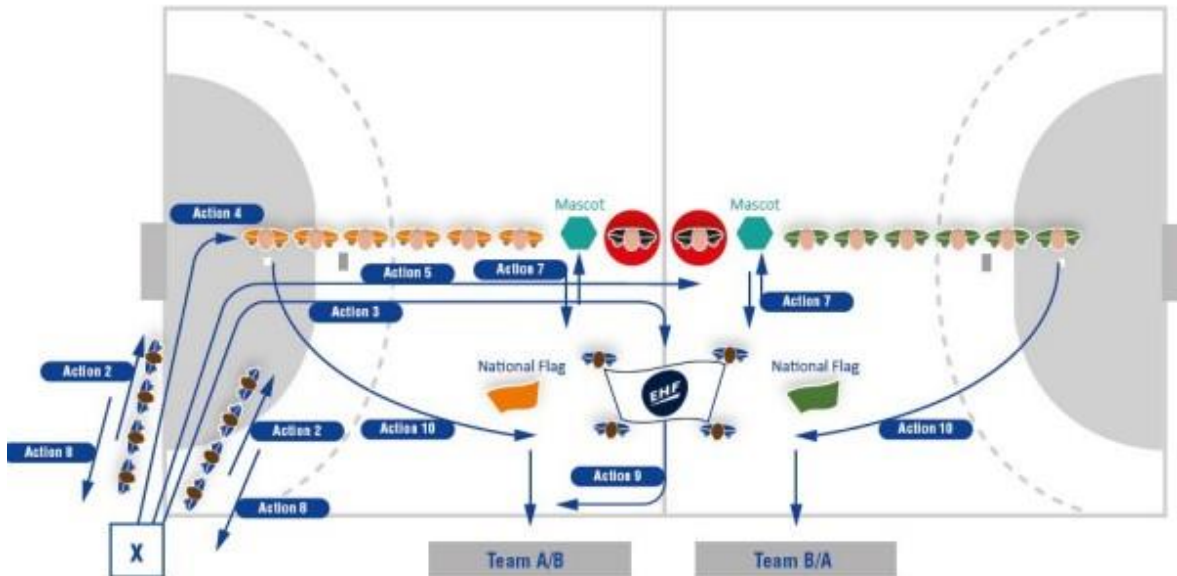 Mascot
Mascot
Action 4
Action 5
Action 7
Action 7
Action 3
Action 2
National Flag
National Flag
EHF
Action 2
Action 10
Action 10
Action 8
Action 9
Action 8
X
Team A/B
Team B/A